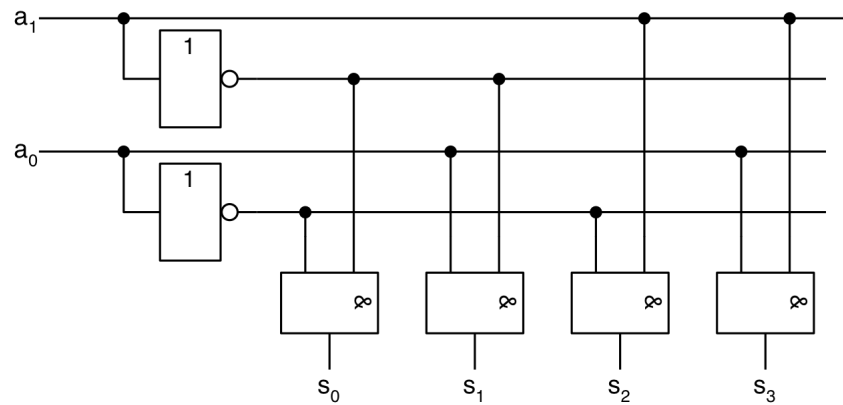 a₁
1
a₀
1
& & & &
s₀ s₁ s₂ s₃